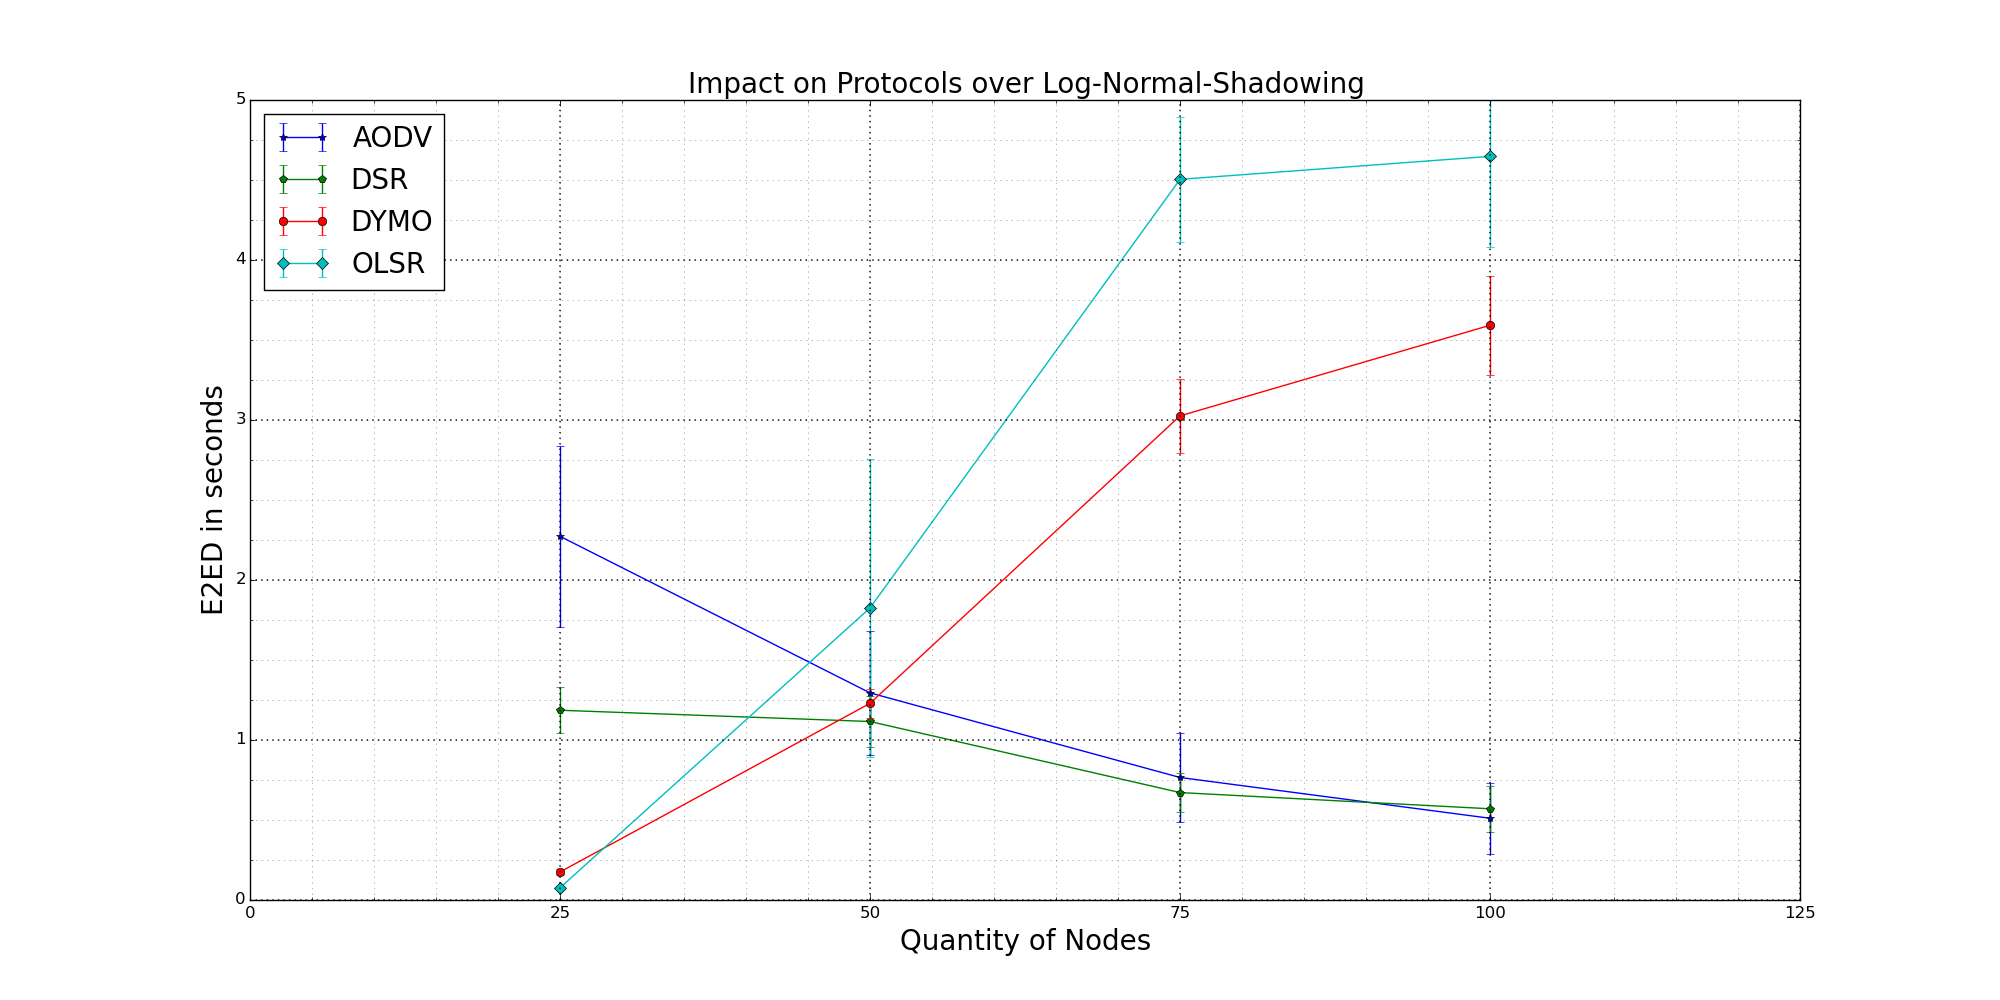 Impact on Protocols over Log-Normal-Shadowing
5
4
3
2
1
0
E2ED in seconds
AODV
DSR
DYMO
OLSR
0 25 50 75 100 125
Quantity of Nodes